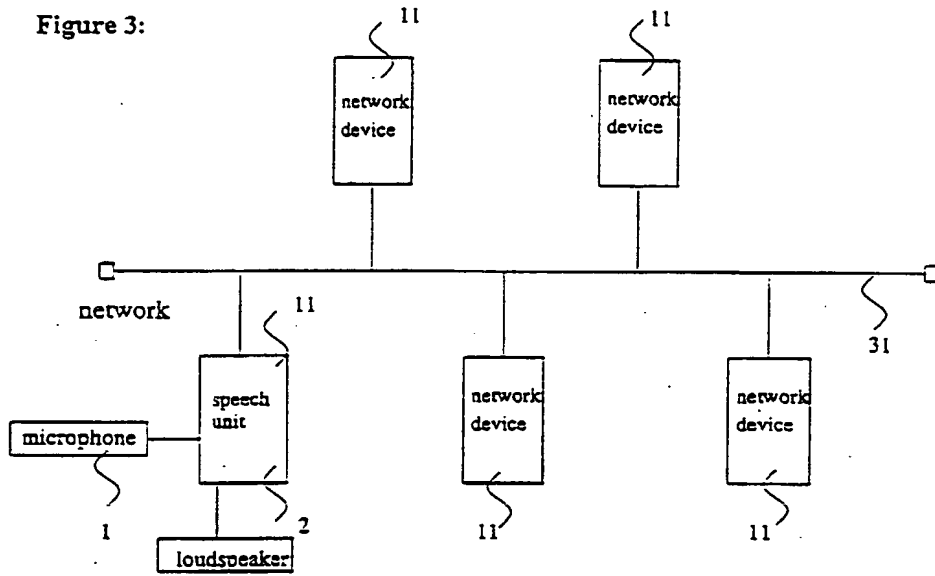 Figure 3:
11
11
network
device
network
device
network
11
31
speech
unit
network
device
network
device
microphone
1
2
11
11
loudspeaker